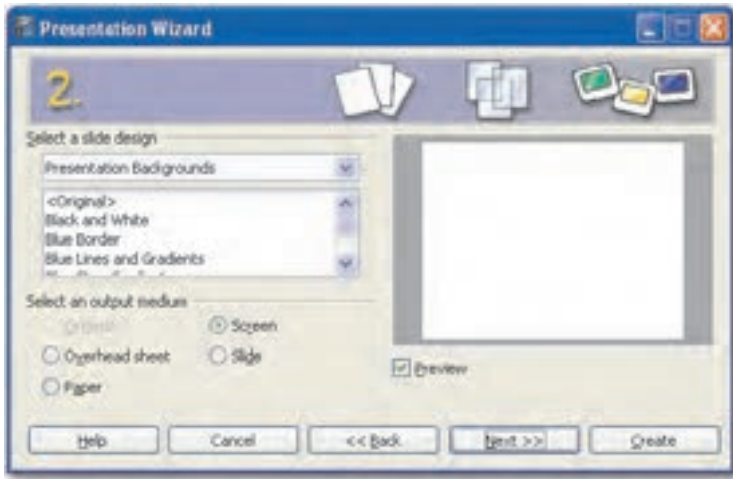 Presentation Wizard
2.
Select a slide design
Presentation Backgrounds
<Original>
Black and White
Blue Border
Blue Lines and Gradients
Select an output medium
Original
Screen
Overhead sheet
Slide
Paper
Preview
Help
Cancel
<< Back
Next >>
Create